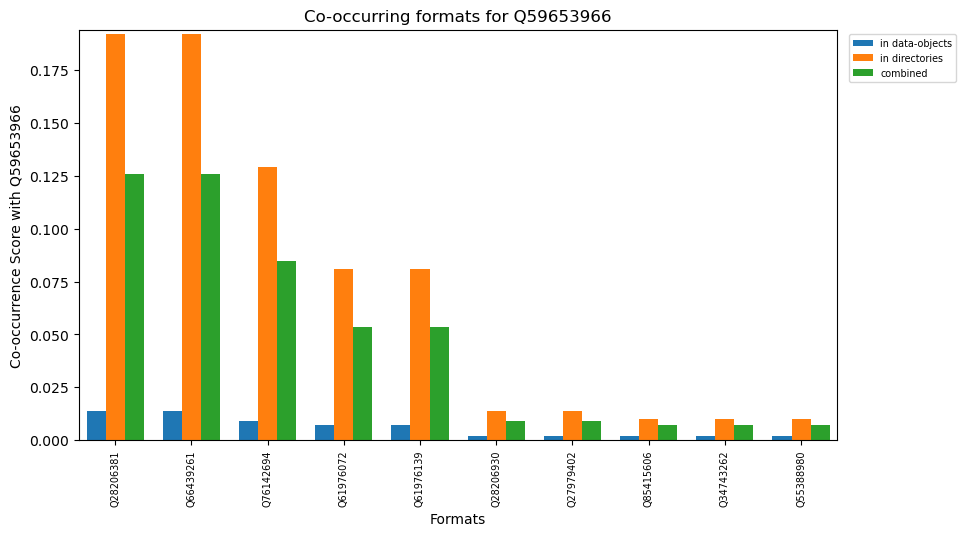 Co-occurring formats for Q59653966
in data-objects
in directories
combined
Co-occurrence Score with Q59653966
0.175
0.150
0.125
0.100
0.075
0.050
0.025
0.000
Q28206381
Q66439261
Q76142694
Q61976072
Q61976139
Q28206930
Q27979402
Q85415606
Q34743262
Q55388980
Formats